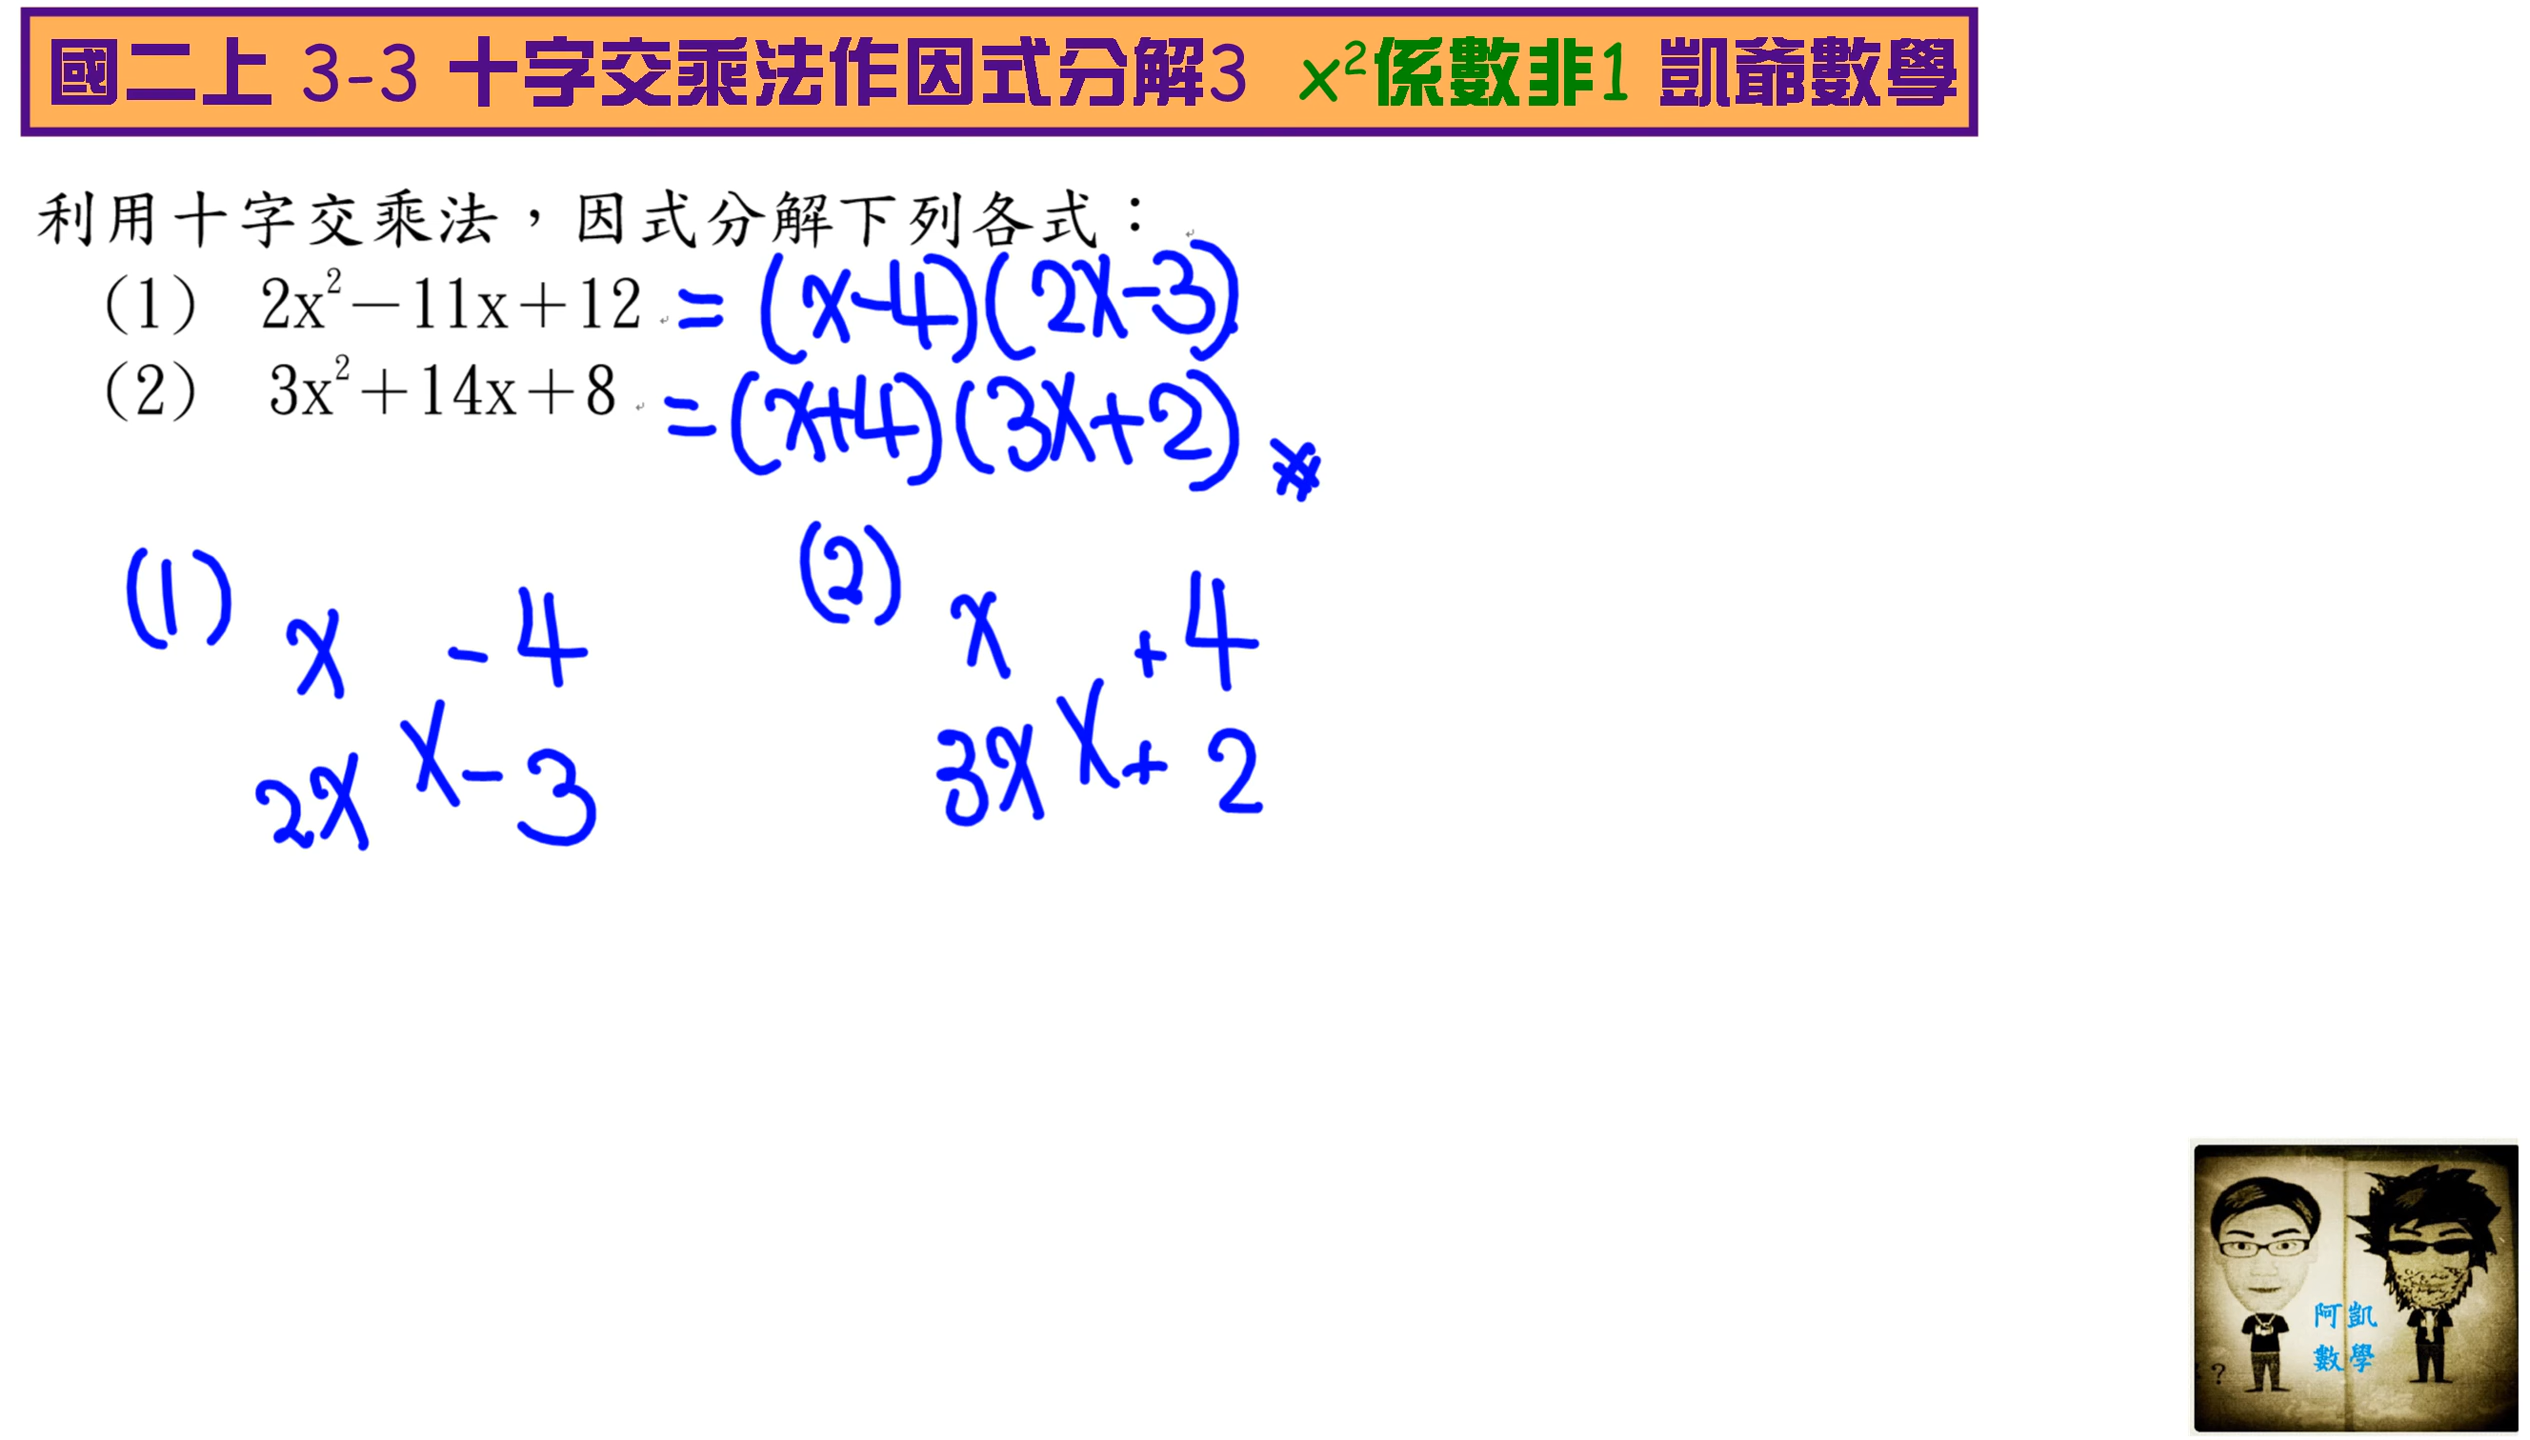 國二上 3-3 十字交乘法作因式分解3 x²係數非1 凱爺數學
利用十字交乘法，因式分解下列各式：
(1) 2x²－11x＋12 = (x-4)(2x-3)
(2) 3x²＋14x＋8 = (x+4)(3x+2)
(1)
x -4
2x x -3
(2)
x +4
3x x + 2
阿凱
數學
?